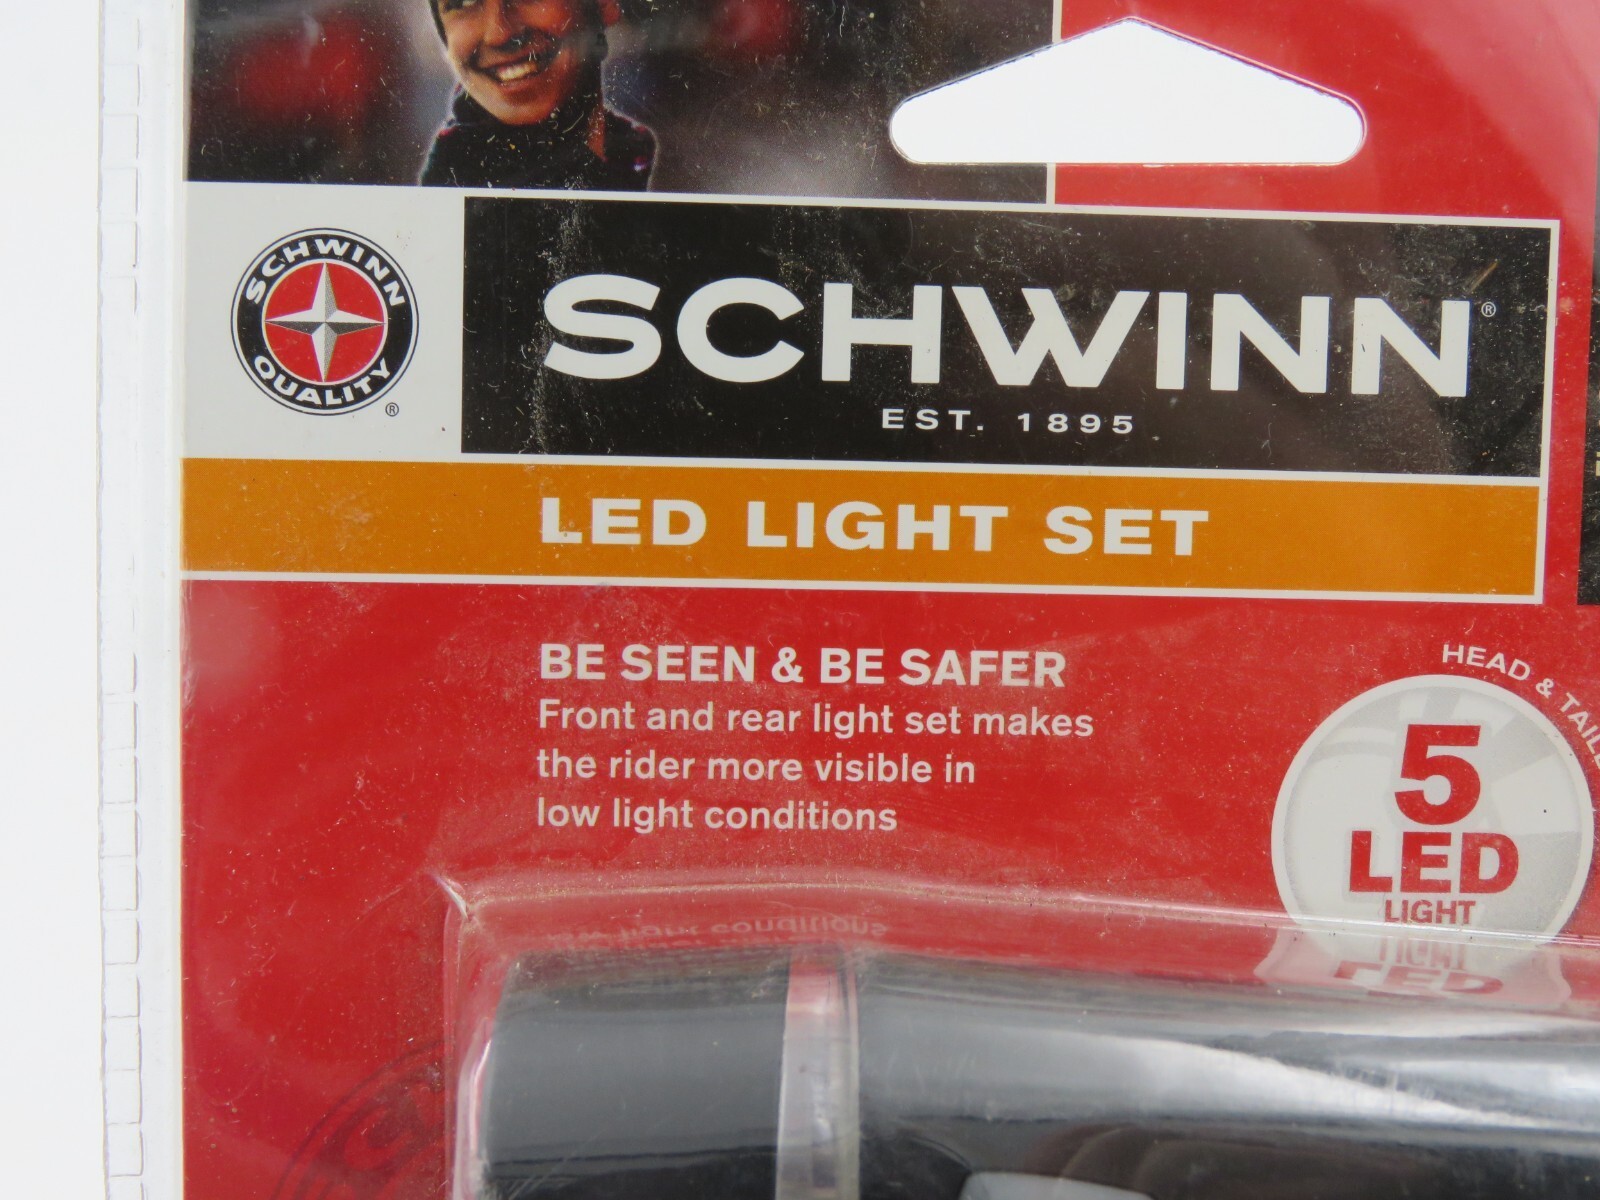 SCHWINN
QUALITY
®
SCHWINN®
EST. 1895
LED LIGHT SET
BE SEEN & BE SAFER
Front and rear light set makes
the rider more visible in
low light conditions
HEAD & TAIL
5
LED
LIGHT